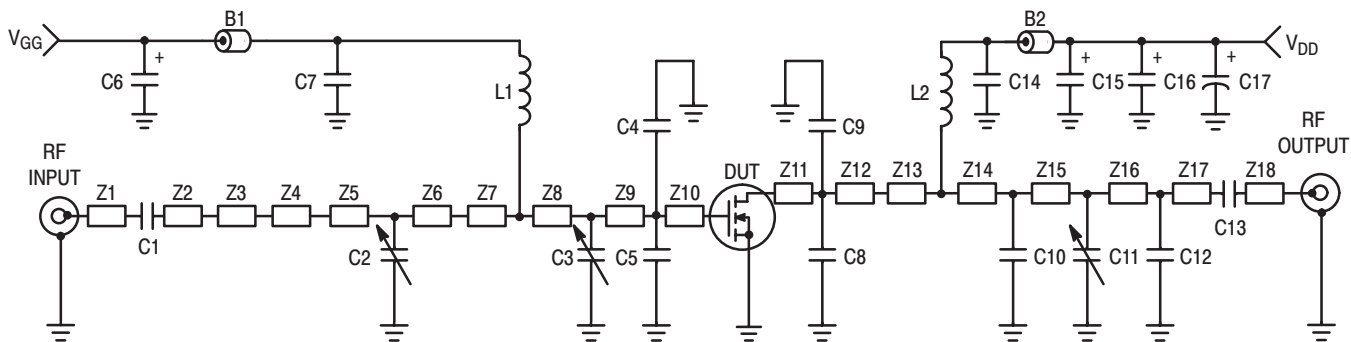 B1
B2
V_GG
V_DD
C6
+
C7
L1
C4
C9
L2
C14
+
C15
+
C16
+
C17
RF
INPUT
RF
OUTPUT
DUT
Z1
Z2
Z3
Z4
Z5
Z6
Z7
Z8
Z9
Z10
Z11
Z12
Z13
Z14
Z15
Z16
Z17
Z18
C1
C2
C3
C5
C8
C10
C11
C12
C13